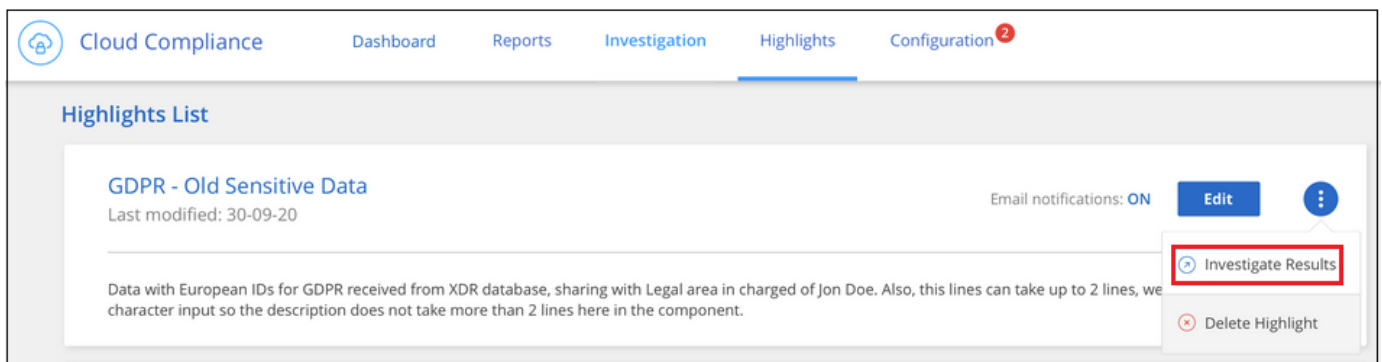 Cloud Compliance Dashboard Reports Investigation Highlights Configuration 2
Highlights List
GDPR - Old Sensitive Data
Last modified: 30-09-20
Email notifications: ON Edit
Investigate Results
Data with European IDs for GDPR received from XDR database, sharing with Legal area in charged of Jon Doe. Also, this lines can take up to 2 lines, we
character input so the description does not take more than 2 lines here in the component.
Delete Highlight